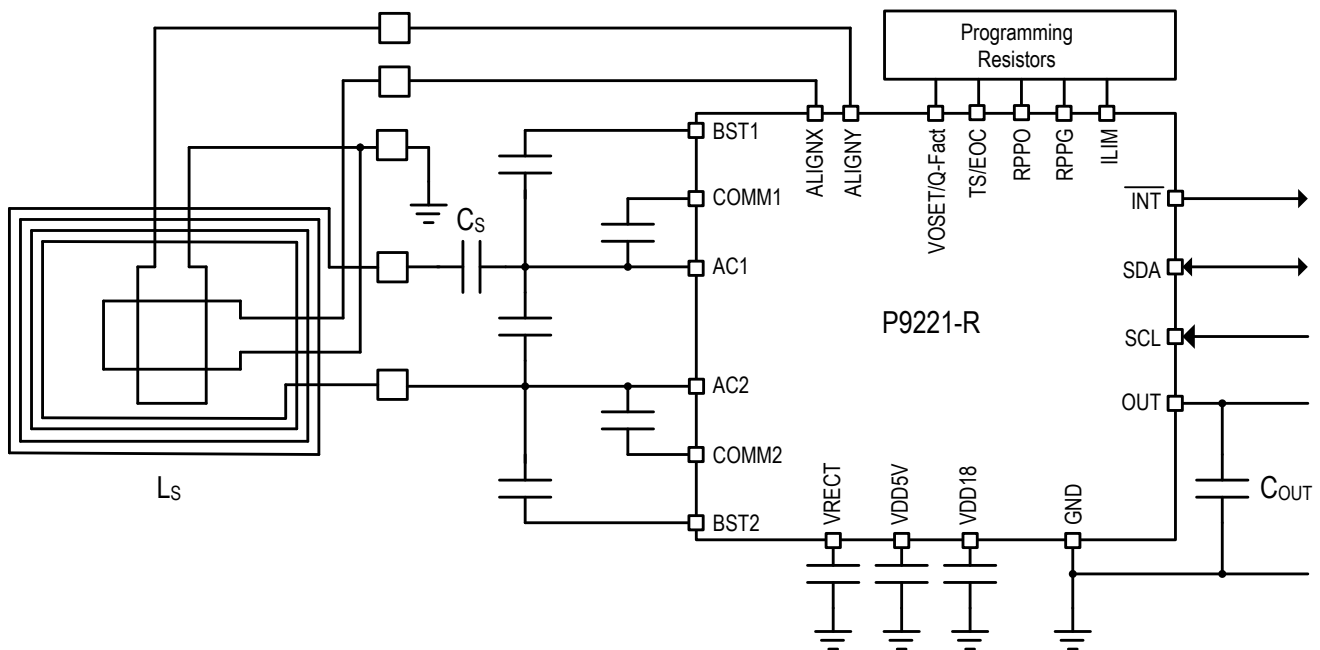 Programming
Resistors
BST1
ALIGNX
ALIGNY
VOSET/Q-Fact
TS/EOC
RPPO
RPPG
ILIM
COMM1
INT
CS
AC1
SDA
P9221-R
SCL
AC2
OUT
COMM2
LS
VRECT
VDD5V
VDD18
GND
COUT
BST2